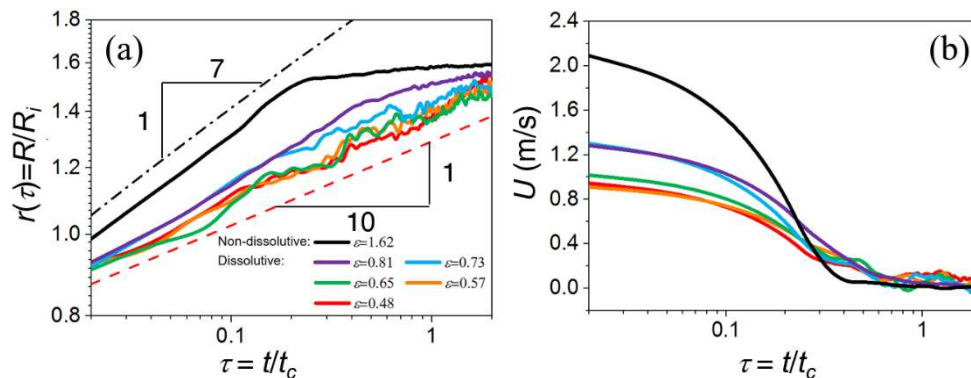 (a)
r(τ)=R/Ri
1.8
1.6
1.4
1.2
1.0
0.8
7
1
1
10
Non-dissolutive: ε=1.62
Dissolutive: ε=0.81 ε=0.73
ε=0.65 ε=0.57
ε=0.48
0.1 1
τ = t/tc
(b)
U (m/s)
2.4
2.0
1.6
1.2
0.8
0.4
0.0
0.1 1
τ = t/tc